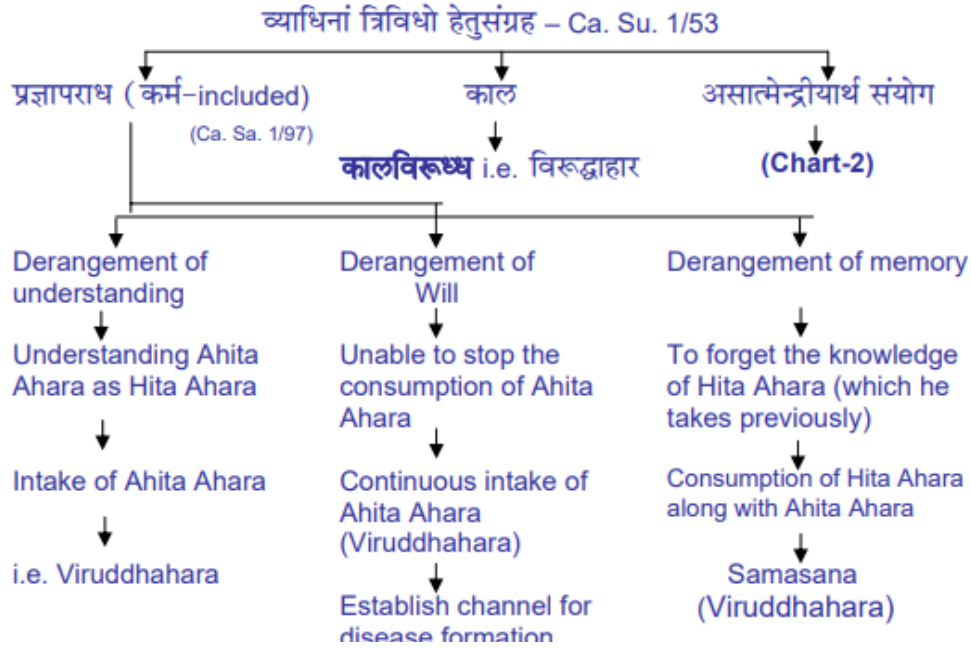 व्याधिनां त्रिविधो हेतुसंग्रह – Ca. Su. 1/53
प्रज्ञापराध ( कर्म-included)
(Ca. Sa. 1/97)
काल
कालविरूध्ध i.e. विरूद्धाहार
असात्मेन्द्रीयार्थ संयोग
(Chart-2)
Derangement of
understanding
Understanding Ahita
Ahara as Hita Ahara
Intake of Ahita Ahara
i.e. Viruddhahara
Derangement of
Will
Unable to stop the
consumption of Ahita
Ahara
Continuous intake of
Ahita Ahara
(Viruddhahara)
Establish channel for
disease formation
Derangement of memory
To forget the knowledge
of Hita Ahara (which he
takes previously)
Consumption of Hita Ahara
along with Ahita Ahara
Samasana
(Viruddhahara)